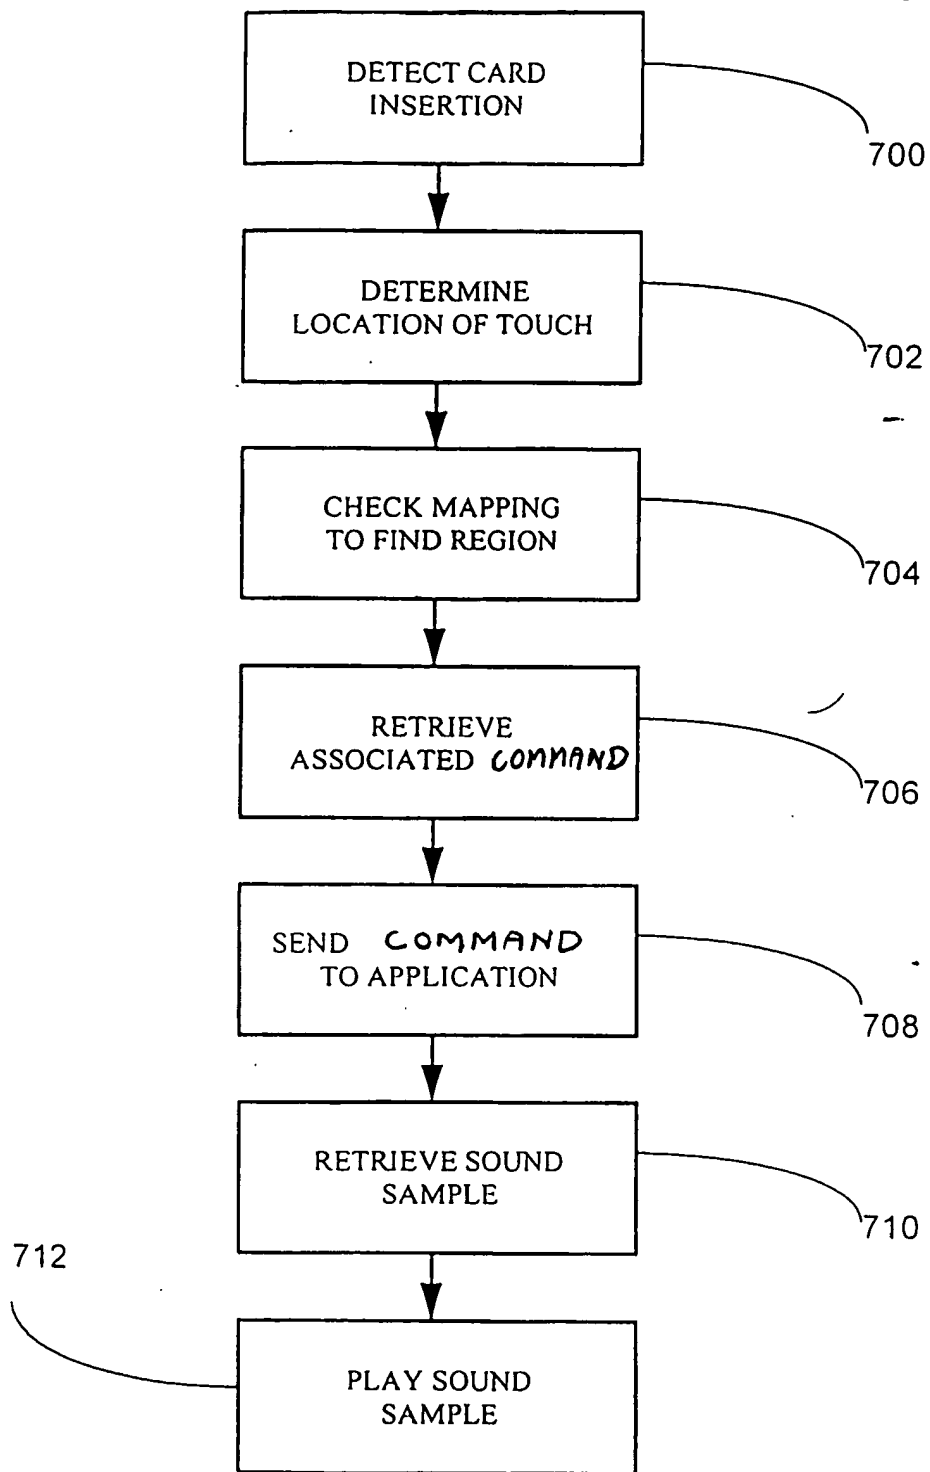 DETECT CARD
INSERTION
700
DETERMINE
LOCATION OF TOUCH
702
CHECK MAPPING
TO FIND REGION
704
RETRIEVE
ASSOCIATED COMMAND
706
SEND COMMAND
TO APPLICATION
708
RETRIEVE SOUND
SAMPLE
710
712
PLAY SOUND
SAMPLE